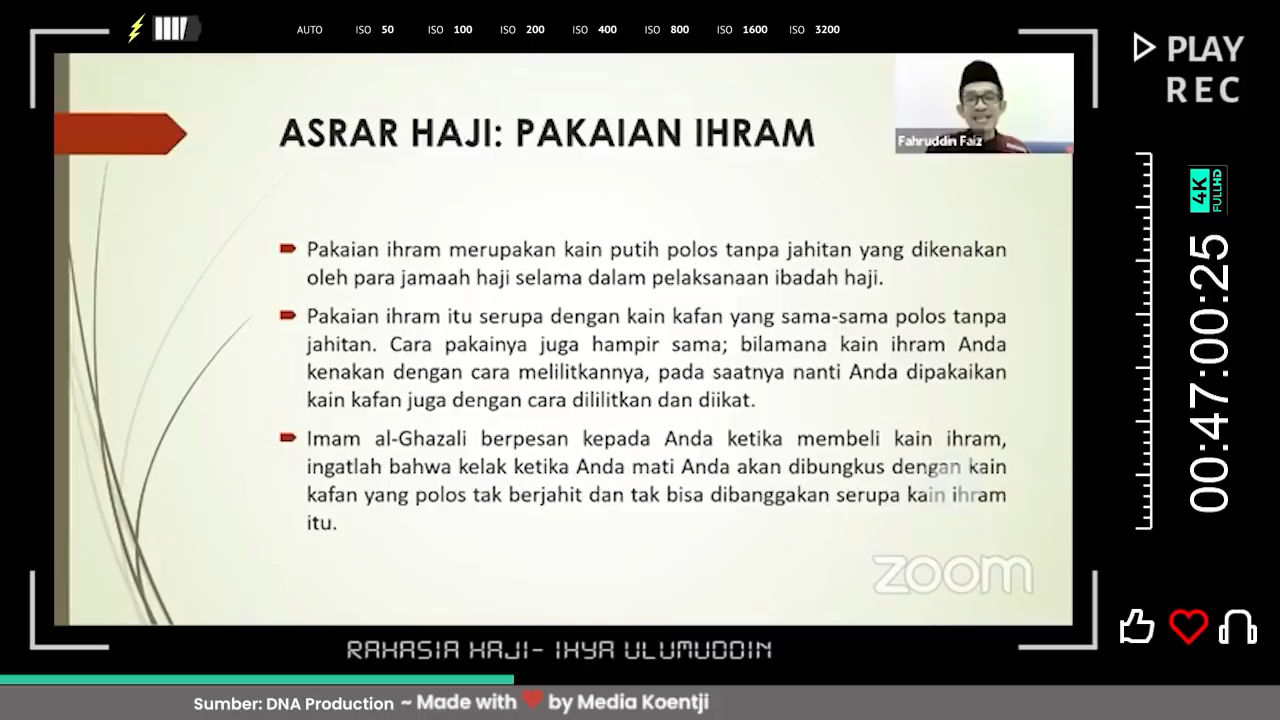 AUTO ISO 50 ISO 100 ISO 200 ISO 400 ISO 800 ISO 1600 ISO 3200
PLAY
REC
Fahruddin Faiz
ASRAR HAJI: PAKAIAN IHRAM
Pakaian ihram merupakan kain putih polos tanpa jahitan yang dikenakan
oleh para jamaah haji selama dalam pelaksanaan ibadah haji.
Pakaian ihram itu serupa dengan kain kafan yang sama-sama polos tanpa
jahitan. Cara pakainya juga hampir sama; bilamana kain ihram Anda
kenakan dengan cara melilitkannya, pada saatnya nanti Anda dipakaikan
kain kafan juga dengan cara dililitkan dan diikat.
Imam al-Ghazali berpesan kepada Anda ketika membeli kain ihram,
ingatlah bahwa kelak ketika Anda mati Anda akan dibungkus dengan kain
kafan yang polos tak berjahit dan tak bisa dibanggakan serupa kain ihram
itu.
zoom
4K
FULLHD
00:47:00:25
RAHASIA HAJI- IHYA ULUMUDDIN
Sumber: DNA Production ~ Made with ❤ by Media Koentji